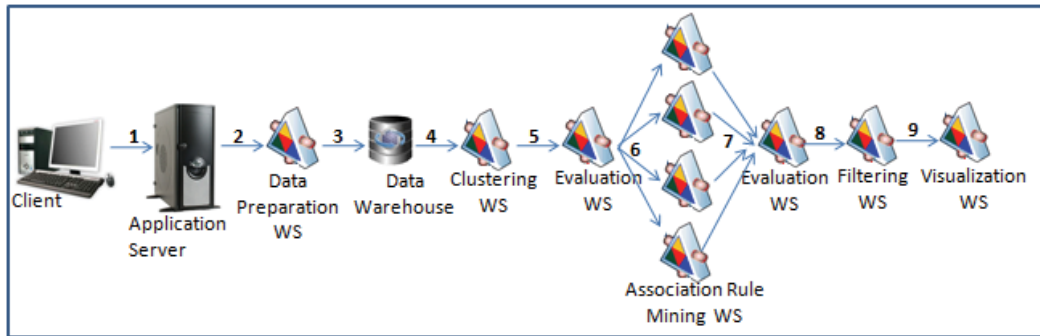 1
2
3
4
5
6
7
8
9
Client
Application
Server
Data
Preparation
WS
Data
Warehouse
Clustering
WS
Evaluation
WS
Association Rule
Mining WS
Evaluation
WS
Filtering
WS
Visualization
WS